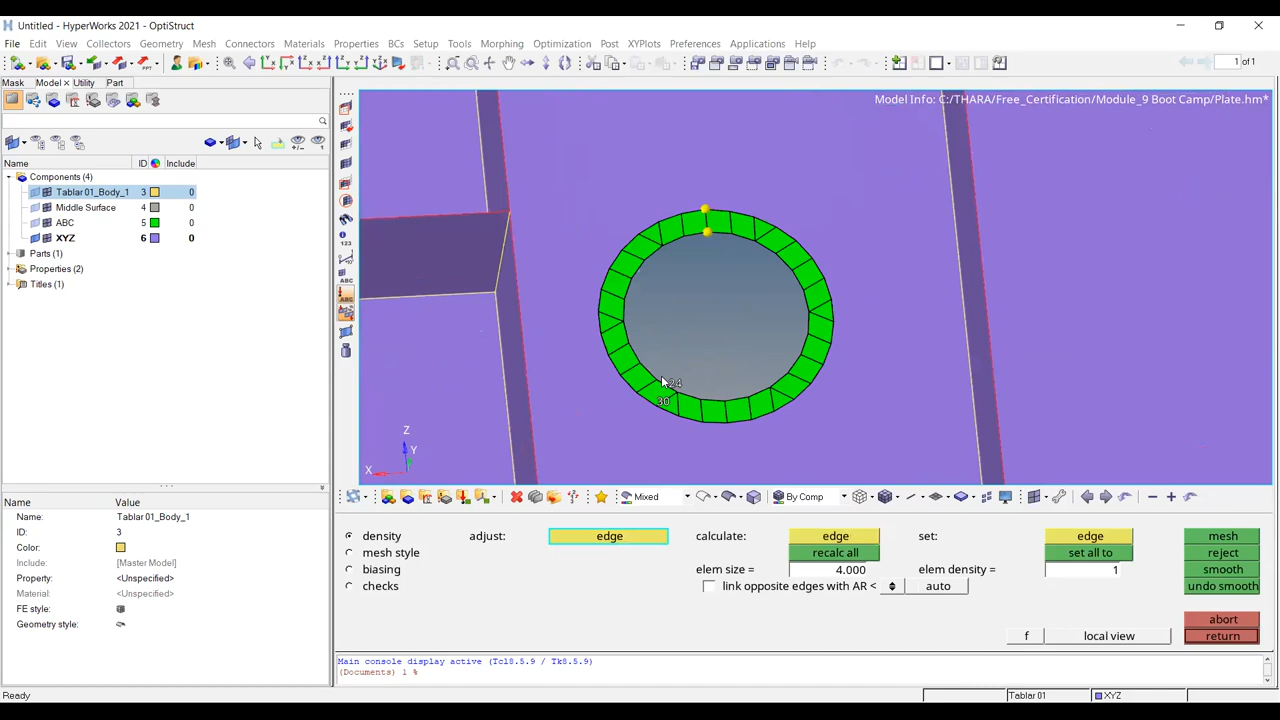 Untitled - HyperWorks 2021 - OptiStruct
File Edit View Collectors Geometry Mesh Connectors Materials Properties BCs Setup Tools Morphing Optimization Post XYPlots Preferences Applications Help
1 of 1
Mask Model × Utility Part
Name ID Include
Components (4)
Tablar 01_Body_1 3 0
Middle Surface 4 0
ABC 5 0
XYZ 6 0
Parts (1)
Properties (2)
Titles (1)
Model Info: C:/THARA/Free_Certification/Module_9 Boot Camp/Plate.hm*
123
ABC
ABC
24
30
Z
Y
X
Name Value
Name: Tablar 01_Body_1
ID: 3
Color:
Include: [Master Model]
Property: <Unspecified>
Material: <Unspecified>
FE style:
Geometry style:
Mixed By Comp
density adjust: edge calculate: edge set: edge mesh
mesh style recalc all set all to reject
biasing elem size = 4.000 elem density = 1 smooth
checks link opposite edges with AR < auto undo smooth
abort
f local view return
Main console display active (Tcl8.5.9 / Tk8.5.9)
(Documents) 1 %
Ready Tablar 01 XYZ